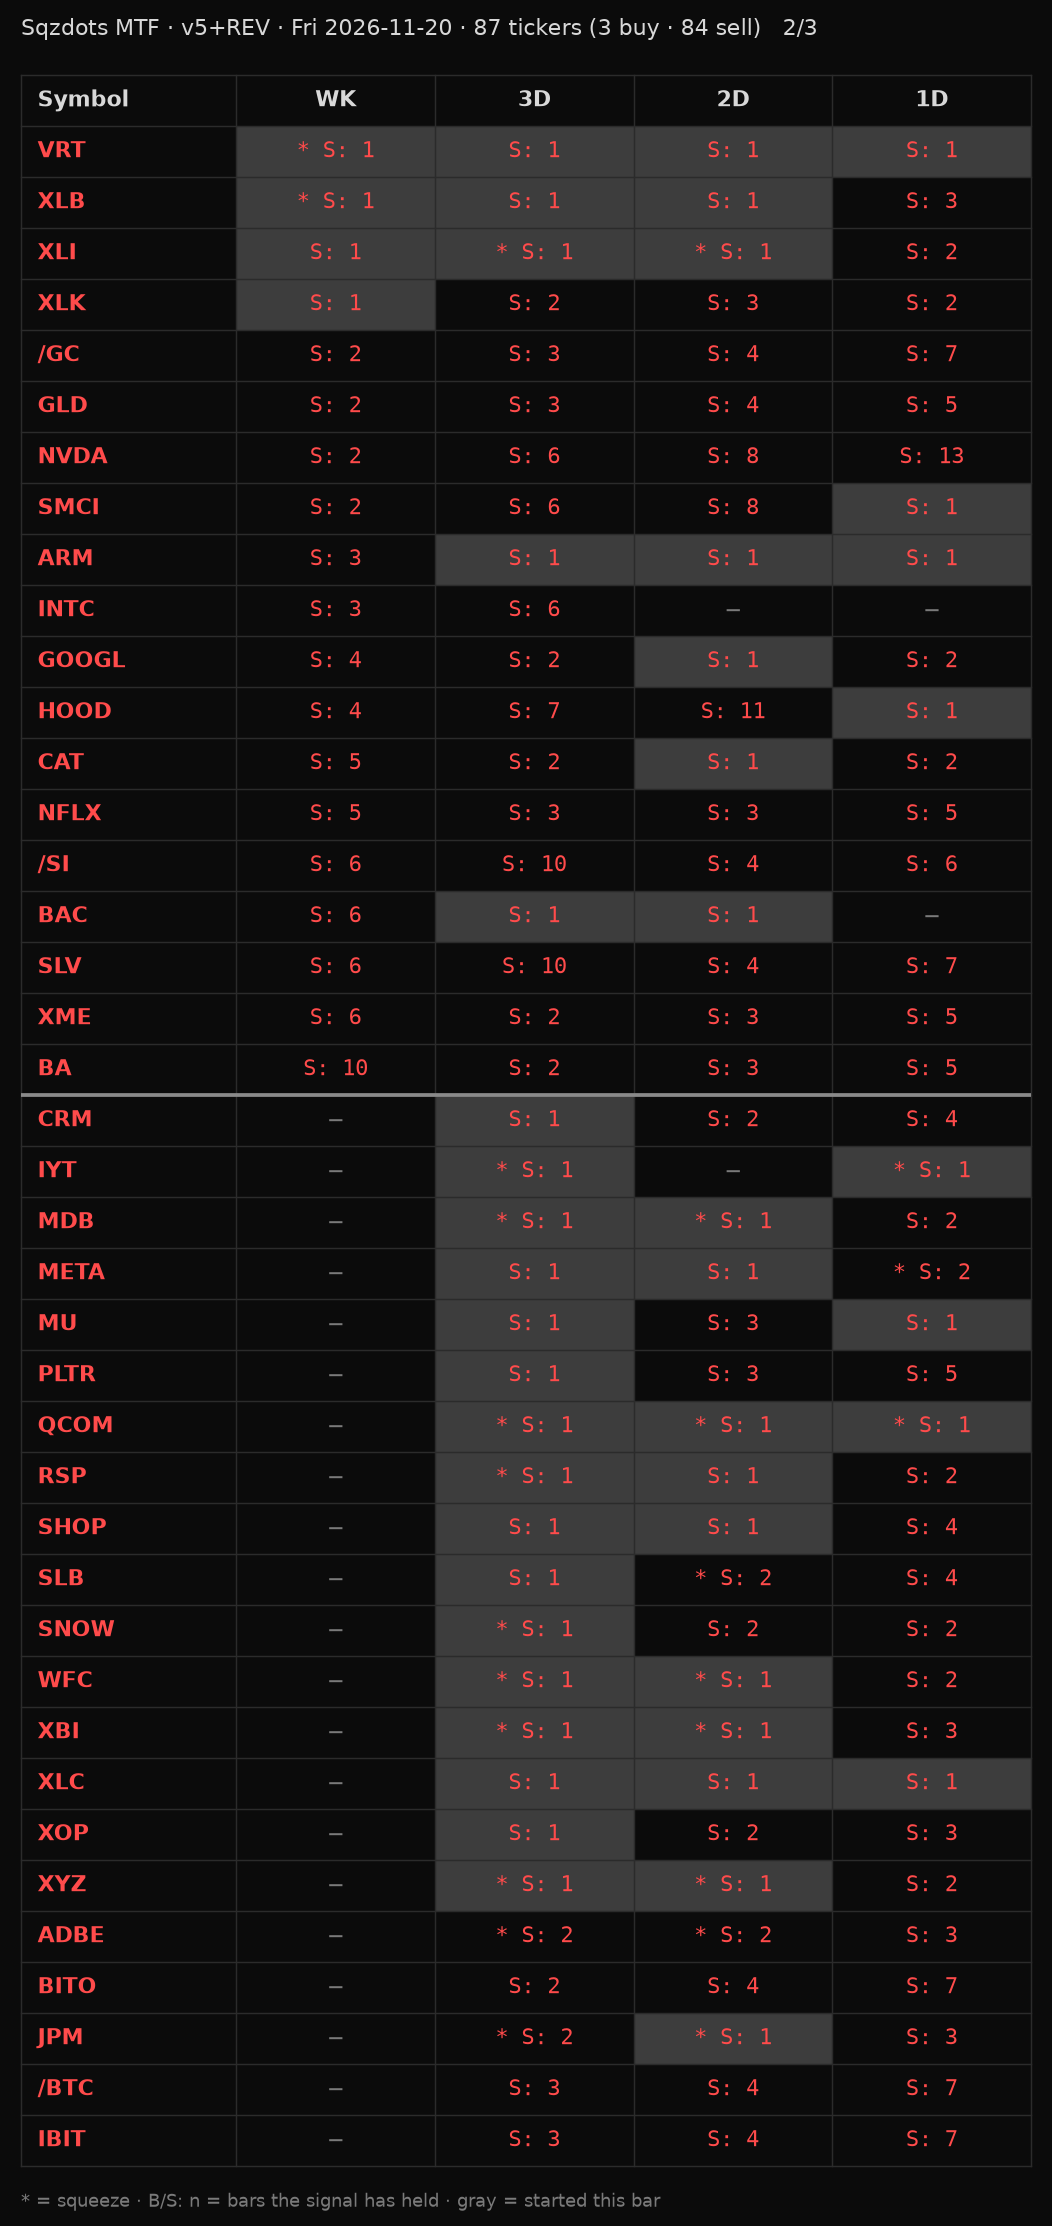 Sqzdots MTF · v5+REV · Fri 2026-11-20 · 87 tickers (3 buy · 84 sell) 2/3
Symbol WK 3D 2D 1D
VRT * S: 1 S: 1 S: 1 S: 1
XLB * S: 1 S: 1 S: 1 S: 3
XLI S: 1 * S: 1 * S: 1 S: 2
XLK S: 1 S: 2 S: 3 S: 2
/GC S: 2 S: 3 S: 4 S: 7
GLD S: 2 S: 3 S: 4 S: 5
NVDA S: 2 S: 6 S: 8 S: 13
SMCI S: 2 S: 6 S: 8 S: 1
ARM S: 3 S: 1 S: 1 S: 1
INTC S: 3 S: 6 — —
GOOGL S: 4 S: 2 S: 1 S: 2
HOOD S: 4 S: 7 S: 11 S: 1
CAT S: 5 S: 2 S: 1 S: 2
NFLX S: 5 S: 3 S: 3 S: 5
/SI S: 6 S: 10 S: 4 S: 6
BAC S: 6 S: 1 S: 1 —
SLV S: 6 S: 10 S: 4 S: 7
XME S: 6 S: 2 S: 3 S: 5
BA S: 10 S: 2 S: 3 S: 5
CRM — S: 1 S: 2 S: 4
IYT — * S: 1 — * S: 1
MDB — * S: 1 * S: 1 S: 2
META — S: 1 S: 1 * S: 2
MU — S: 1 S: 3 S: 1
PLTR — S: 1 S: 3 S: 5
QCOM — * S: 1 * S: 1 * S: 1
RSP — * S: 1 S: 1 S: 2
SHOP — S: 1 S: 1 S: 4
SLB — S: 1 * S: 2 S: 4
SNOW — * S: 1 S: 2 S: 2
WFC — * S: 1 * S: 1 S: 2
XBI — * S: 1 * S: 1 S: 3
XLC — S: 1 S: 1 S: 1
XOP — S: 1 S: 2 S: 3
XYZ — * S: 1 * S: 1 S: 2
ADBE — * S: 2 * S: 2 S: 3
BITO — S: 2 S: 4 S: 7
JPM — * S: 2 * S: 1 S: 3
/BTC — S: 3 S: 4 S: 7
IBIT — S: 3 S: 4 S: 7
* = squeeze · B/S: n = bars the signal has held · gray = started this bar